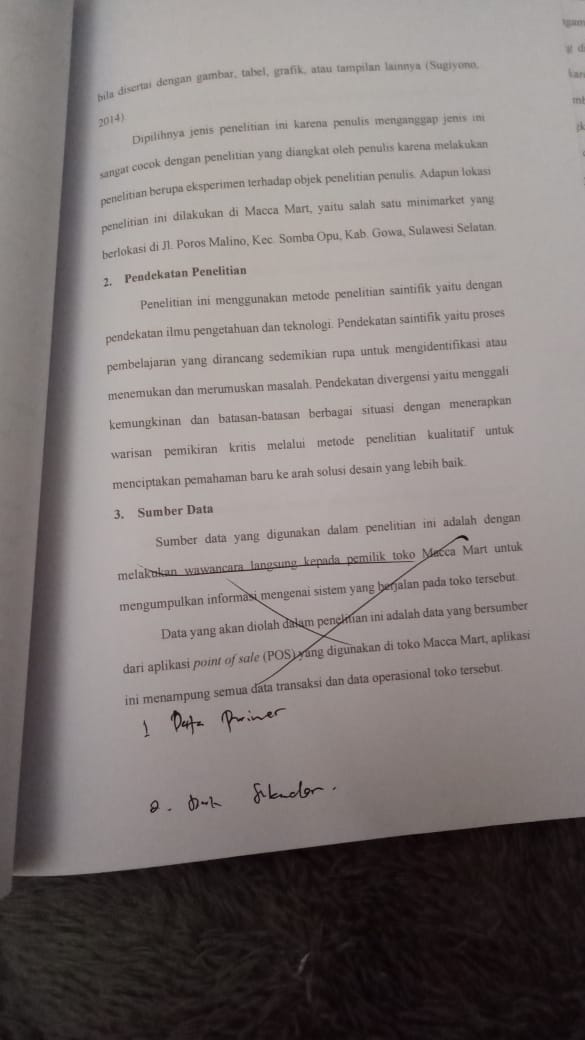 bila disertai dengan gambar, tabel, grafik, atau tampilan lainnya (Sugiyono,
2014)
Dipilihnya jenis penelitian ini karena penulis menganggap jenis ini
sangat cocok dengan penelitian yang diangkat oleh penulis karena melakukan
penelitian berupa eksperimen terhadap objek penelitian penulis. Adapun lokasi
penelitian ini dilakukan di Macca Mart, yaitu salah satu minimarket yang
berlokasi di Jl. Poros Malino, Kec. Somba Opu, Kab. Gowa, Sulawesi Selatan.
2. Pendekatan Penelitian
Penelitian ini menggunakan metode penelitian saintifik yaitu dengan
pendekatan ilmu pengetahuan dan teknologi. Pendekatan saintifik yaitu proses
pembelajaran yang dirancang sedemikian rupa untuk mengidentifikasi atau
menemukan dan merumuskan masalah. Pendekatan divergensi yaitu menggali
kemungkinan dan batasan-batasan berbagai situasi dengan menerapkan
warisan pemikiran kritis melalui metode penelitian kualitatif untuk
menciptakan pemahaman baru ke arah solusi desain yang lebih baik.
3. Sumber Data
Sumber data yang digunakan dalam penelitian ini adalah dengan
melakukan wawancara langsung kepada pemilik toko Macca Mart untuk
mengumpulkan informasi mengenai sistem yang berjalan pada toko tersebut.
Data yang akan diolah dalam penelitian ini adalah data yang bersumber
dari aplikasi point of sale (POS) yang digunakan di toko Macca Mart, aplikasi
ini menampung semua data transaksi dan data operasional toko tersebut.
1 Data Primer
2.